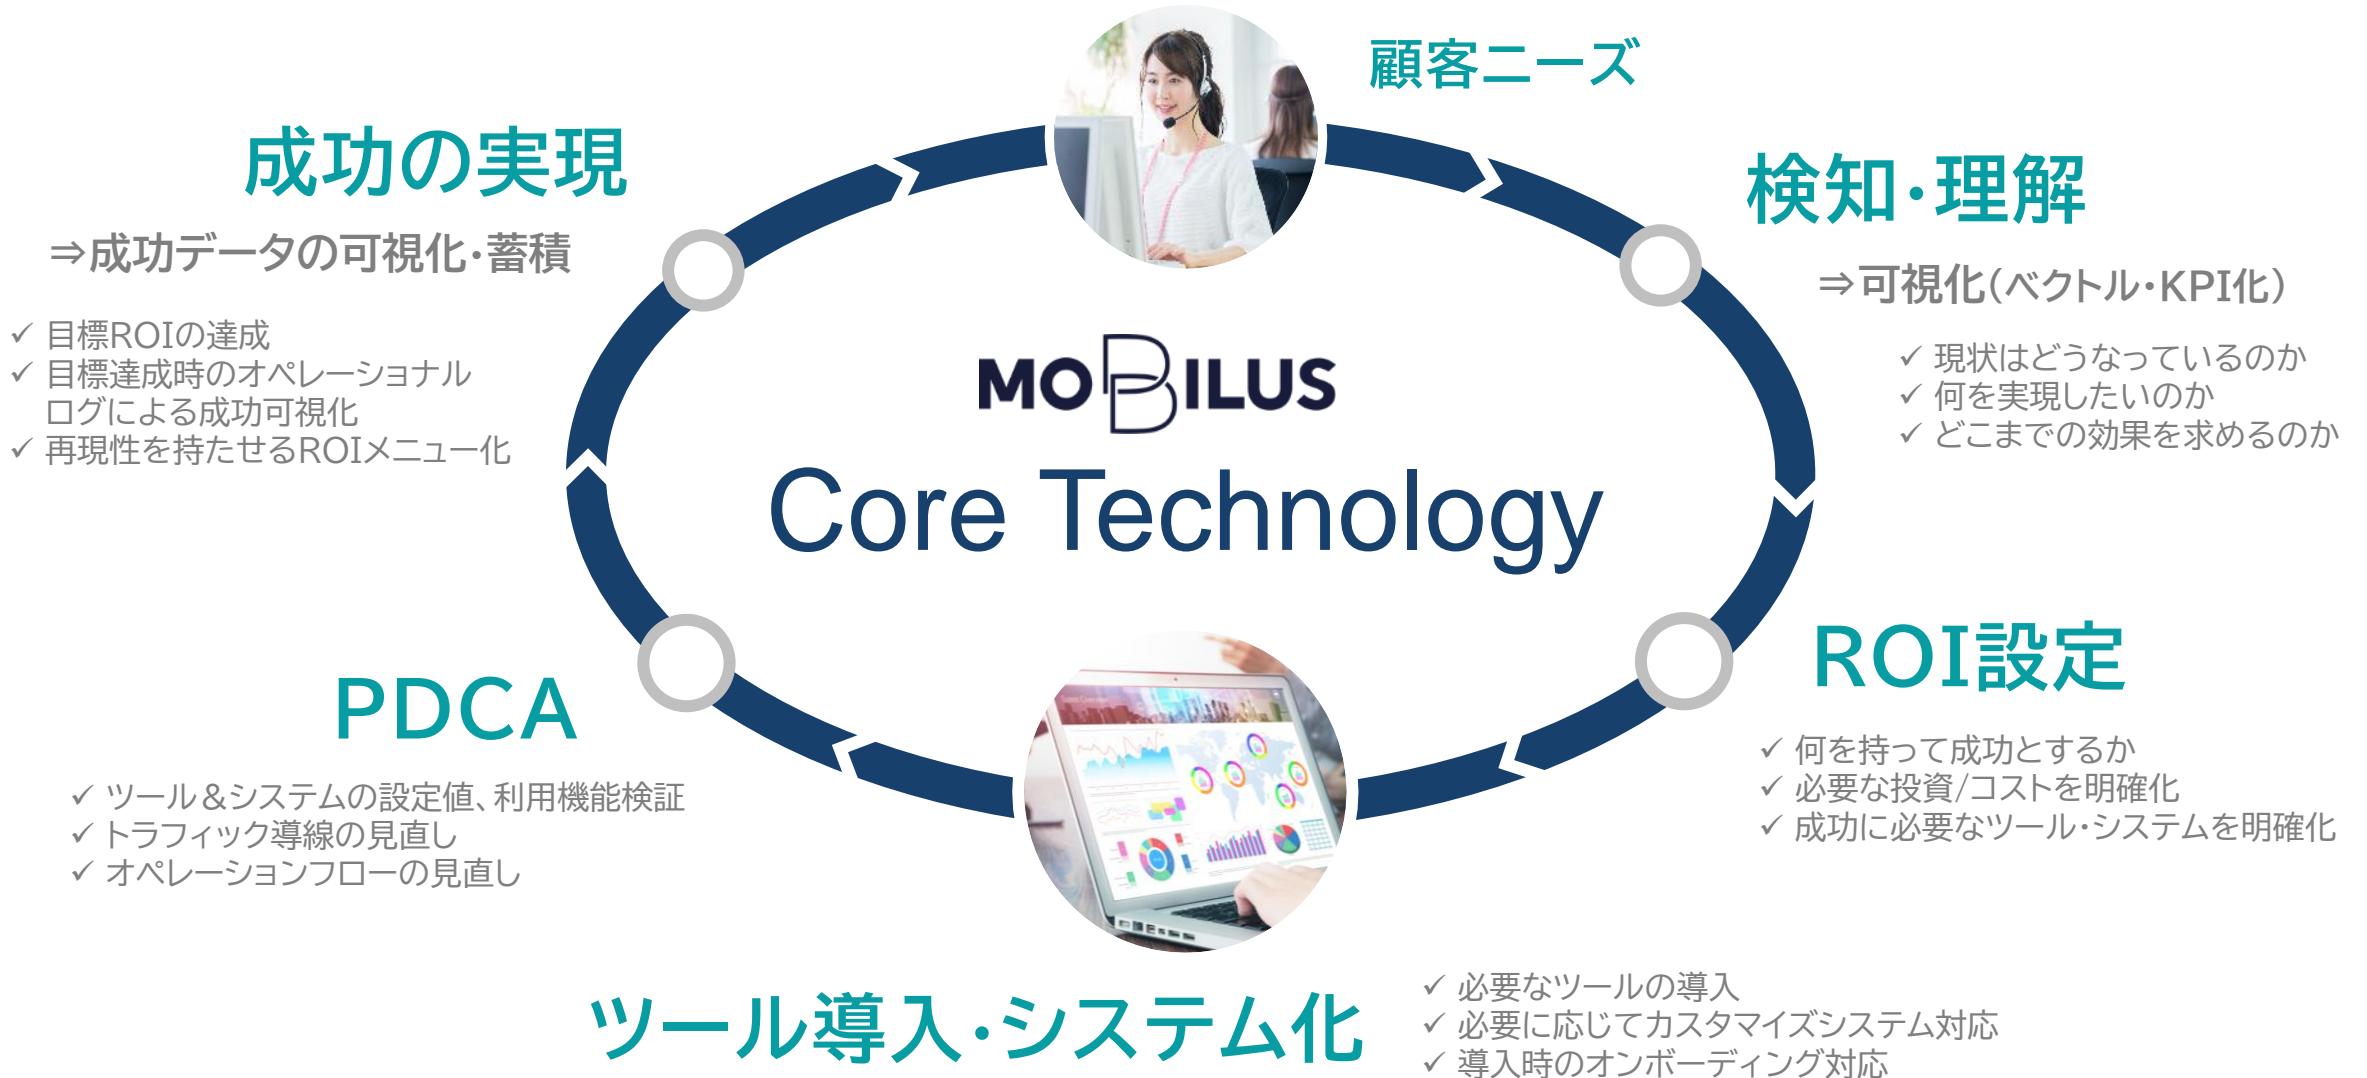 顧客ニーズ
検知・理解
⇒可視化(ベクトル・KPI化)
✓ 現状はどうなっているのか
✓ 何を実現したいのか
✓ どこまでの効果を求めるのか
ROI設定
✓ 何を持って成功とするか
✓ 必要な投資/コストを明確化
✓ 成功に必要なツール・システムを明確化
ツール導入・システム化
✓ 必要なツールの導入
✓ 必要に応じてカスタマイズシステム対応
✓ 導入時のオンボーディング対応
PDCA
✓ ツール&システムの設定値、利用機能検証
✓ トラフィック導線の見直し
✓ オペレーションフローの見直し
成功の実現
⇒成功データの可視化・蓄積
✓ 目標ROIの達成
✓ 目標達成時のオペレーショナル
ログによる成功可視化
✓ 再現性を持たせるROIメニュー化
MOBILUS
Core Technology